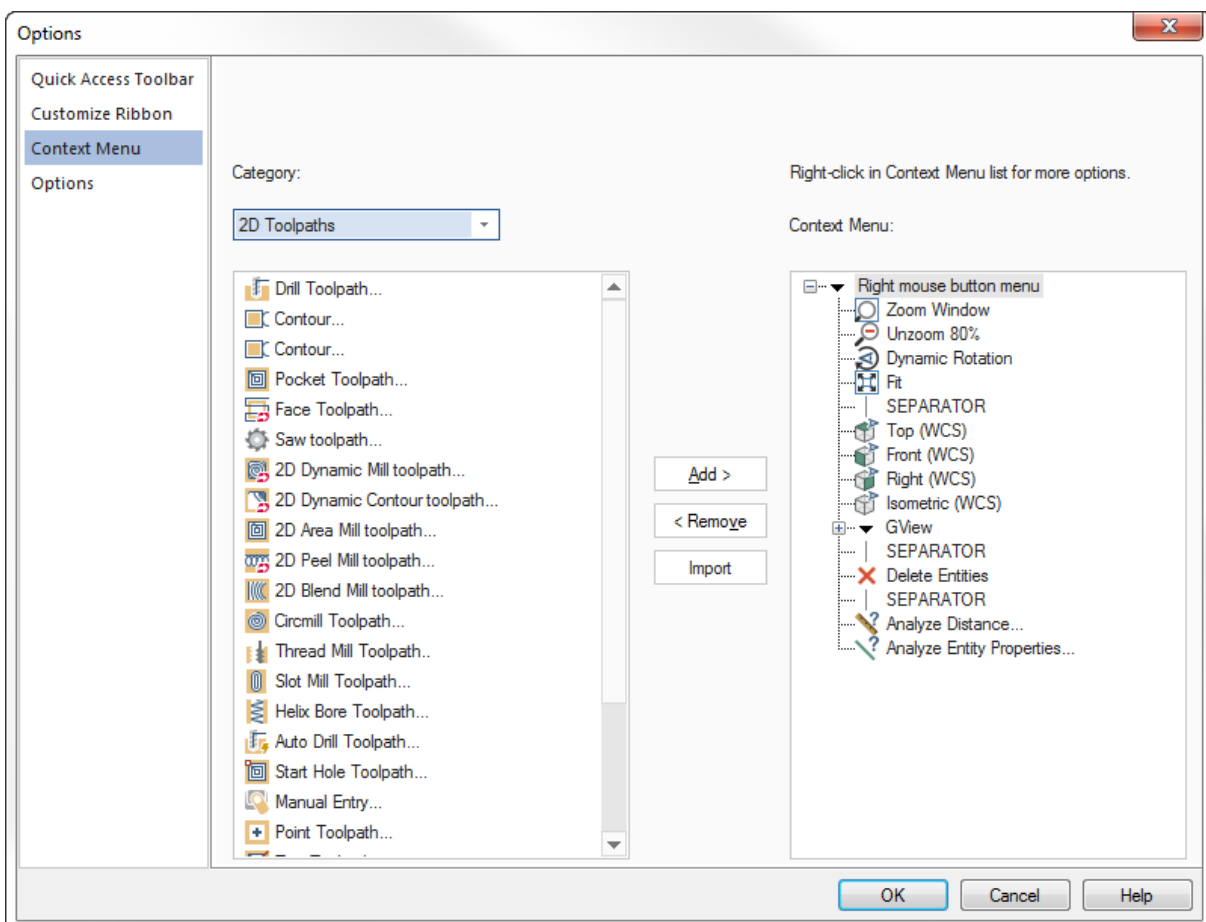 Options
Quick Access Toolbar
Customize Ribbon
Context Menu
Options
Category:
2D Toolpaths
Drill Toolpath...
Contour...
Contour...
Pocket Toolpath...
Face Toolpath...
Saw toolpath...
2D Dynamic Mill toolpath...
2D Dynamic Contour toolpath...
2D Area Mill toolpath...
2D Peel Mill toolpath...
2D Blend Mill toolpath...
Circmill Toolpath...
Thread Mill Toolpath..
Slot Mill Toolpath...
Helix Bore Toolpath...
Auto Drill Toolpath...
Start Hole Toolpath...
Manual Entry...
Point Toolpath...
Add >
< Remove
Import
Right-click in Context Menu list for more options.
Context Menu:
Right mouse button menu
Zoom Window
Unzoom 80%
Dynamic Rotation
Fit
SEPARATOR
Top (WCS)
Front (WCS)
Right (WCS)
Isometric (WCS)
GView
SEPARATOR
Delete Entities
SEPARATOR
Analyze Distance...
Analyze Entity Properties...
OK
Cancel
Help